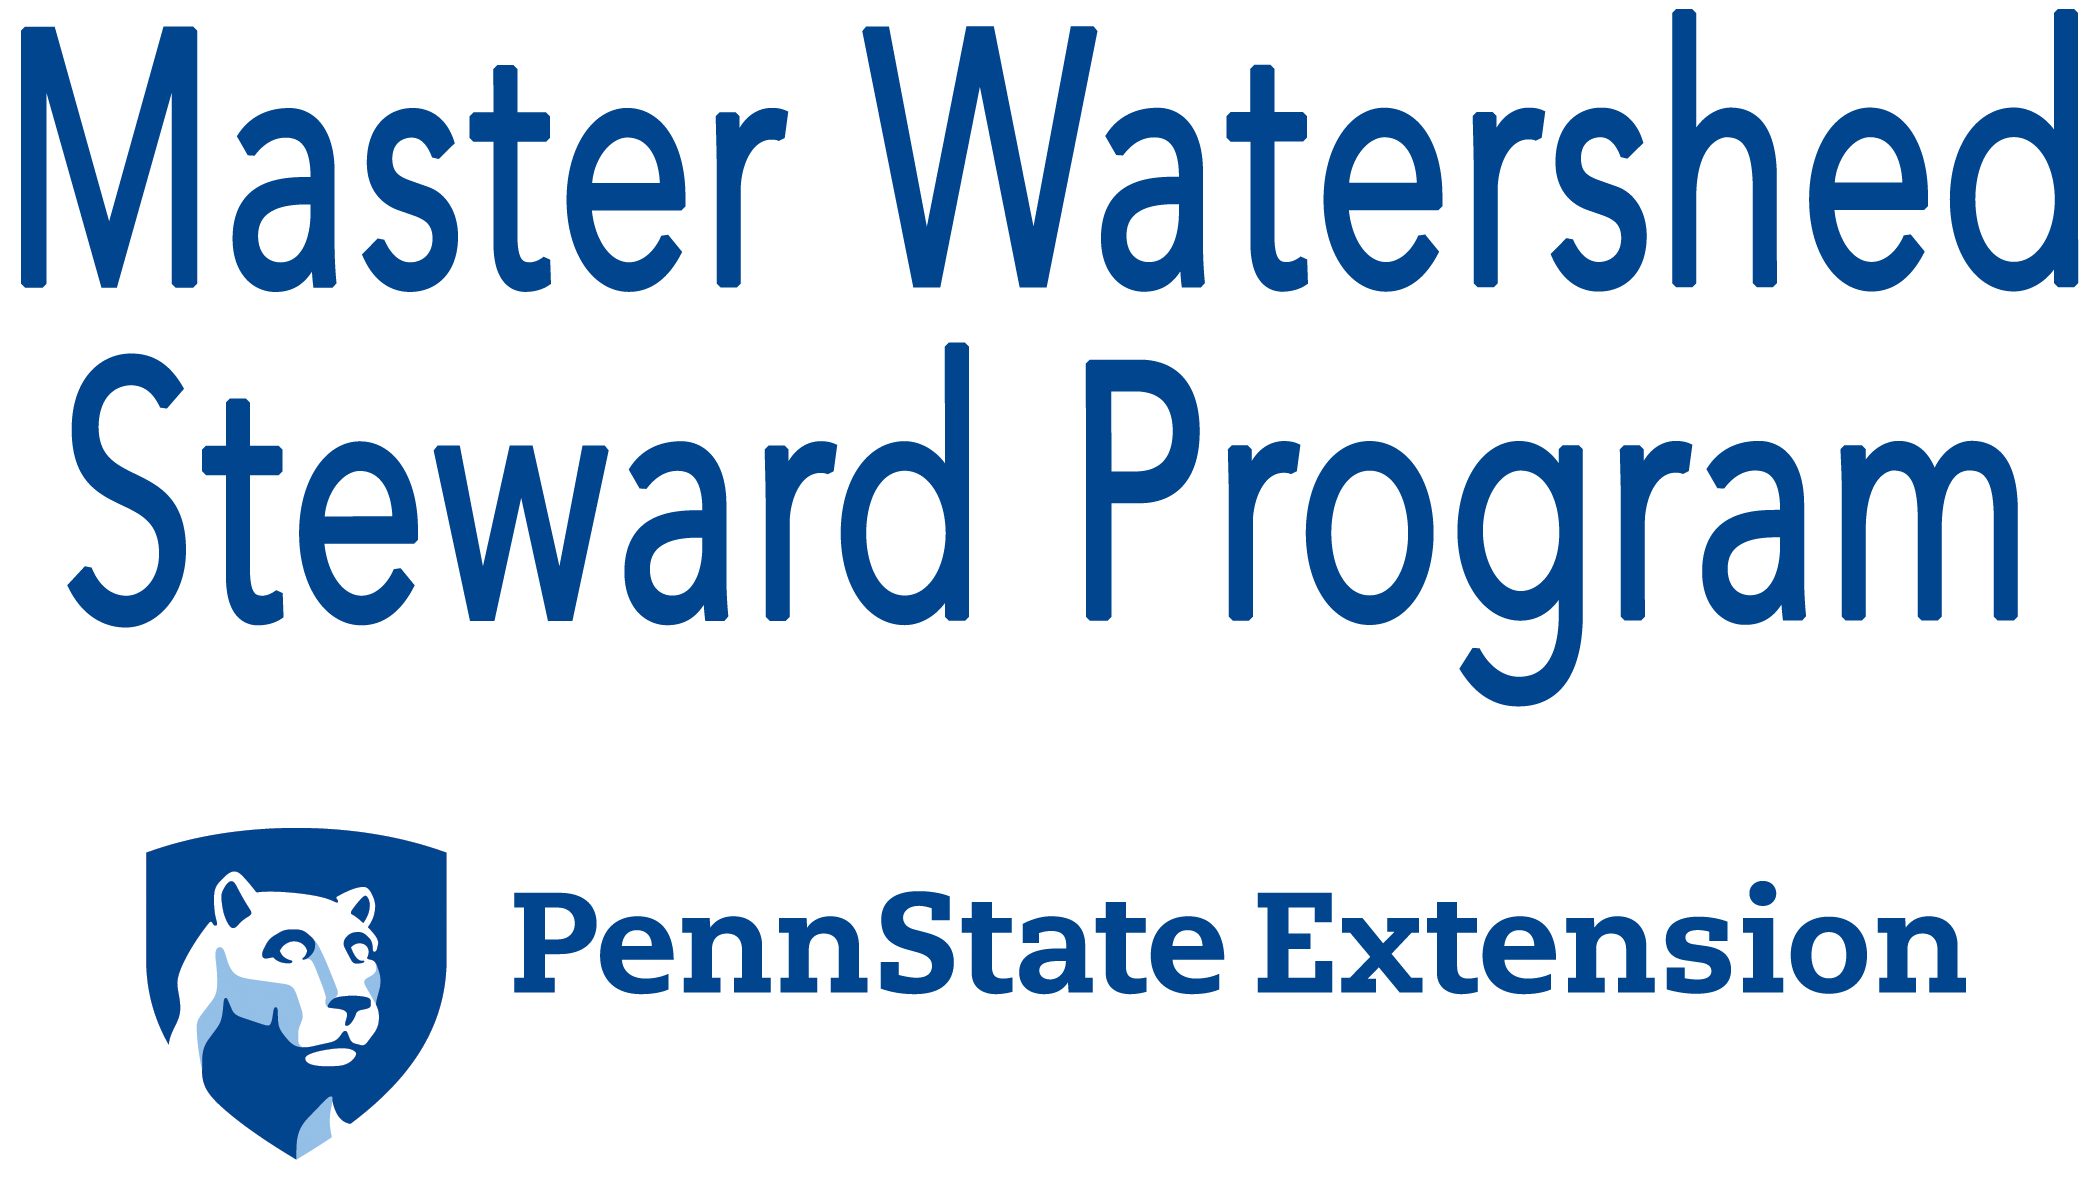 Master Watershed
Steward Program
PennState Extension